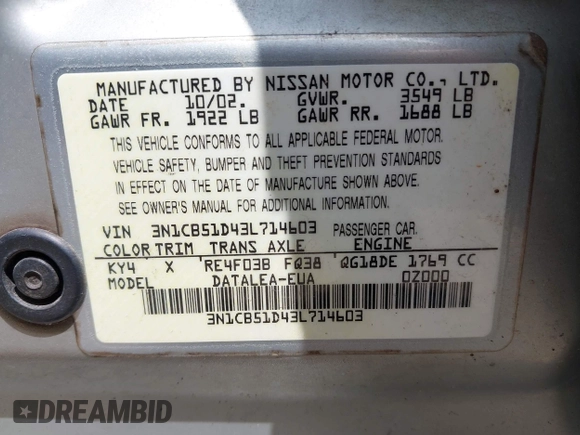 MANUFACTURED BY NISSAN MOTOR CO., LTD.
DATE 10/02. GVWR. 3549 LB
GAWR FR. 1922 LB GAWR RR. 1688 LB
THIS VEHICLE CONFORMS TO ALL APPLICABLE FEDERAL MOTOR
VEHICLE SAFETY, BUMPER AND THEFT PREVENTION STANDARDS
IN EFFECT ON THE DATE OF MANUFACTURE SHOWN ABOVE.
SEE OWNER'S MANUAL FOR ADDITIONAL INFORMATION.
VIN 3N1CB51D43L714603 PASSENGER CAR.
COLOR TRIM TRANS AXLE ENGINE
KY4 X RE4F03B FQ38 QG18DE 1769 CC
MODEL DATALEA-EUA 0Z000
3N1CB51D43L714603
DREAMBID